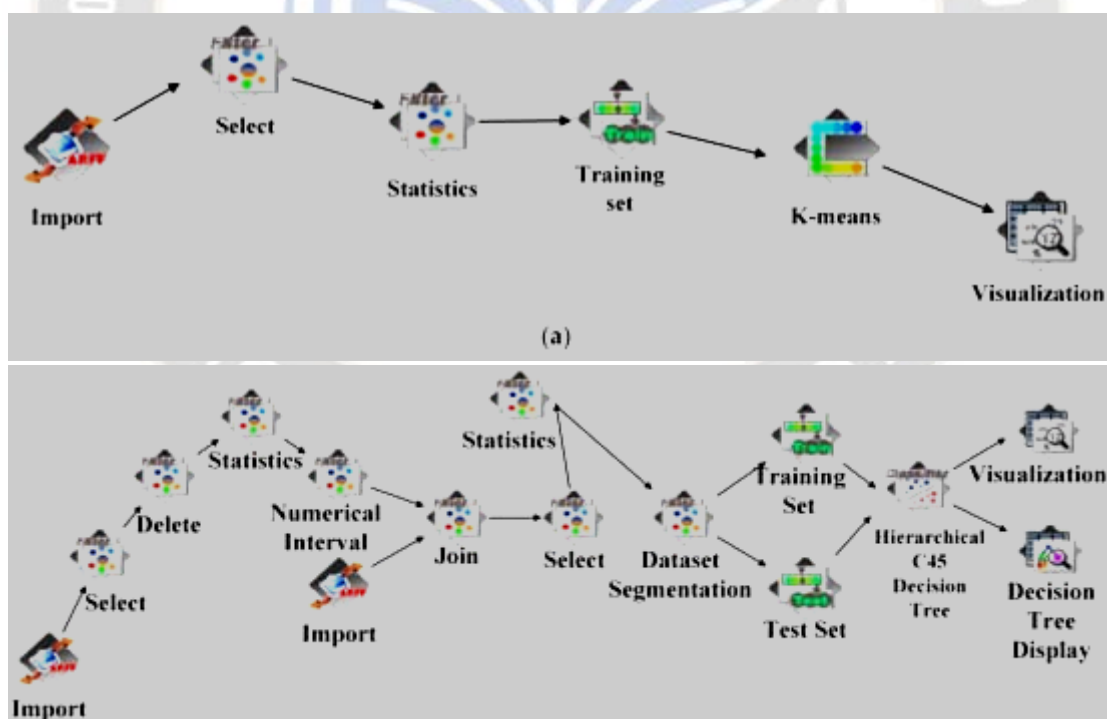 Import
Select
Statistics
Training
set
K-means
Visualization
(a)
Import
Select
Delete
Statistics
Numerical
Interval
Import
Join
Select
Statistics
Dataset
Segmentation
Training
Set
Test Set
Hierarchical
C45
Decision
Tree
Visualization
Decision
Tree
Display